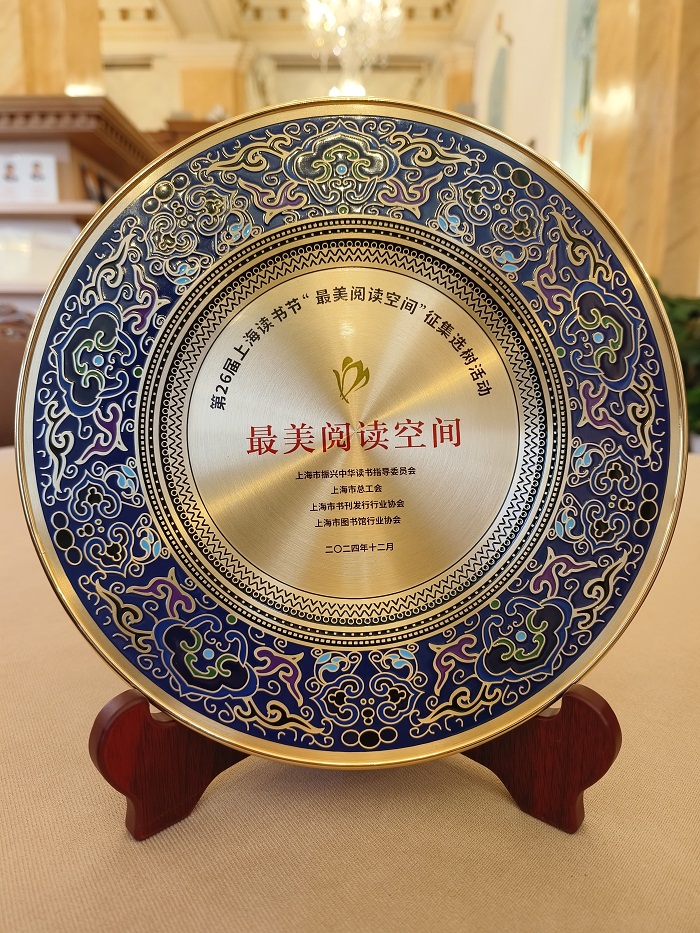 第26届上海读书节“最美阅读空间”征集选树活动
最美阅读空间
上海市振兴中华读书指导委员会
上海市总工会
上海市书刊发行行业协会
上海市图书馆行业协会
二〇二四年十二月